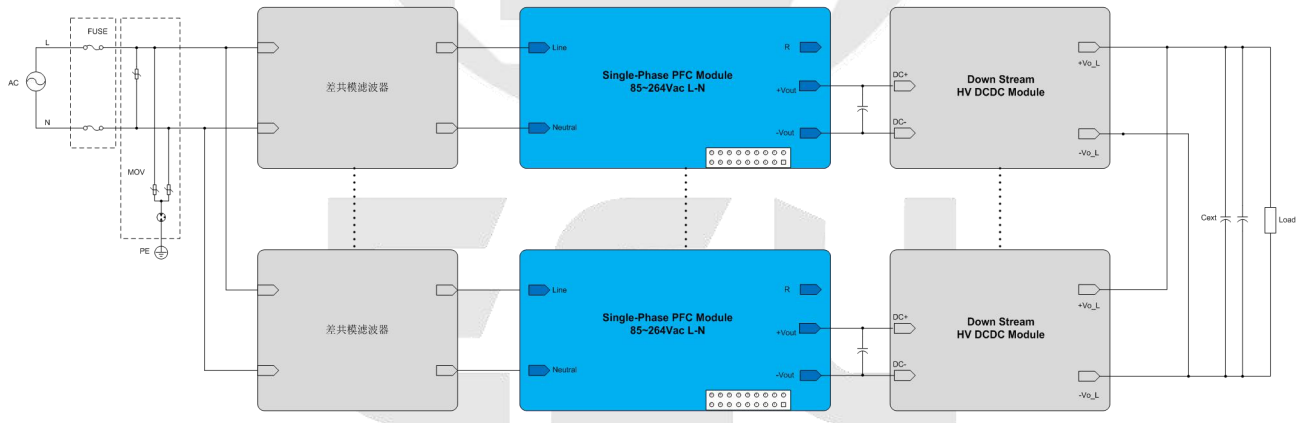 FUSE
L
AC
N
MOV
PE
差共模滤波器
Line
Neutral
Single-Phase PFC Module
85~264Vac L-N
R
+Vout
-Vout
DC+
DC-
Down Stream
HV DCDC Module
+Vo_L
-Vo_L
Cext
Load
差共模滤波器
Line
Neutral
Single-Phase PFC Module
85~264Vac L-N
R
+Vout
-Vout
DC+
DC-
Down Stream
HV DCDC Module
+Vo_L
-Vo_L